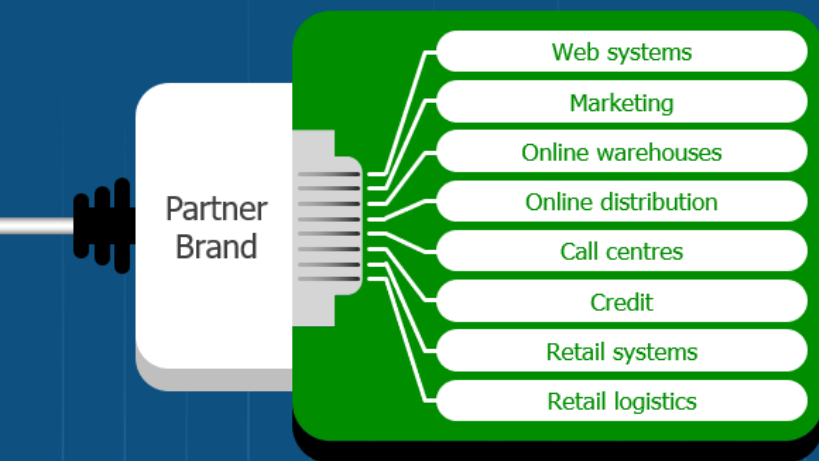 Partner
Brand
Web systems
Marketing
Online warehouses
Online distribution
Call centres
Credit
Retail systems
Retail logistics